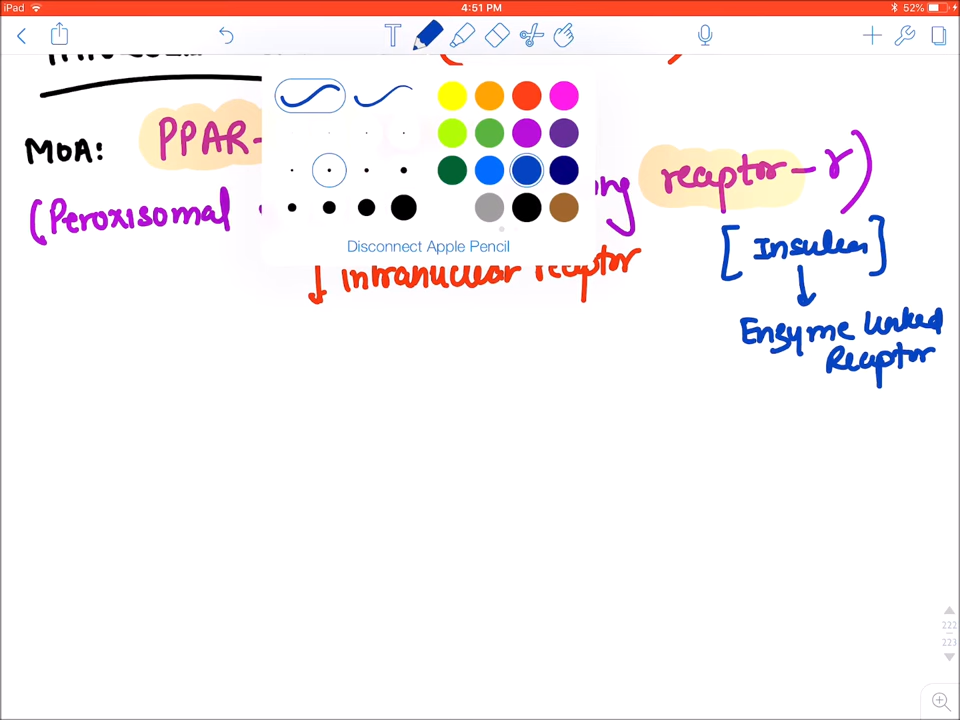 iPad 4:51 PM 52%
T
MOA: PPAR-
receptor - r)
(Peroxisomal
[Insulin]
Disconnect Apple Pencil
↓ Intranuclear receptor
↓
Enzyme linked
Receptor
222
223